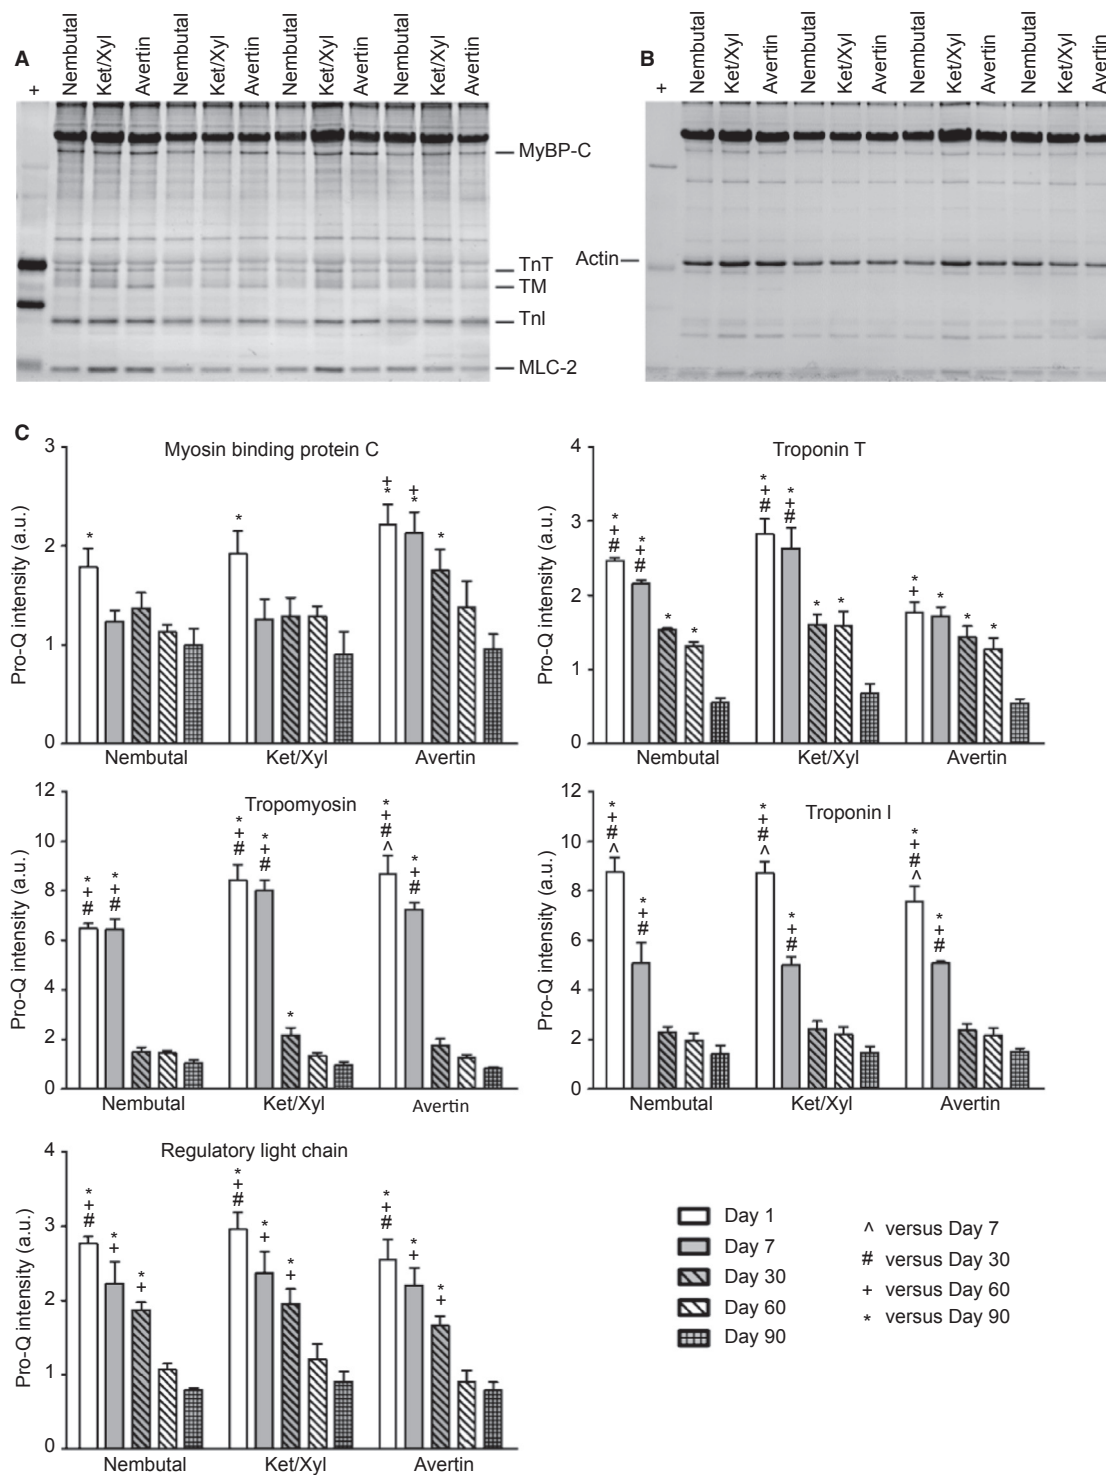 A
+
Nembutal
Ket/Xyl
Avertin
Nembutal
Ket/Xyl
Avertin
Nembutal
Ket/Xyl
Avertin
Nembutal
Ket/Xyl
Avertin
MyBP-C
TnT
TM
TnI
MLC-2
B
+
Nembutal
Ket/Xyl
Avertin
Nembutal
Ket/Xyl
Avertin
Nembutal
Ket/Xyl
Avertin
Nembutal
Ket/Xyl
Avertin
Actin
C
Myosin binding protein C
Pro-Q intensity (a.u.)
3
2
1
0
*
*
+
*
+
*
*
Nembutal Ket/Xyl Avertin
Troponin T
Pro-Q intensity (a.u.)
4
3
2
1
0
*
+
#
*
+
#
*
*
*
+
#
*
+
#
*
*
*
+
*
*
*
Nembutal Ket/Xyl Avertin
Tropomyosin
Pro-Q intensity (a.u.)
12
10
8
6
4
2
0
*
+
#
*
+
#
*
+
#
*
+
#
*
*
+
#
^
*
+
#
Nembutal Ket/Xyl Avertin
Troponin I
Pro-Q intensity (a.u.)
12
10
8
6
4
2
0
*
+
#
^
*
+
#
*
+
#
^
*
+
#
*
+
#
^
*
+
#
Nembutal Ket/Xyl Avertin
Regulatory light chain
Pro-Q intensity (a.u.)
4
3
2
1
0
*
+
#
*
+
*
+
*
+
#
*
+
*
+
*
+
#
*
+
*
+
Nembutal Ket/Xyl Avertin
Day 1
Day 7
Day 30
Day 60
Day 90
^ versus Day 7
# versus Day 30
+ versus Day 60
* versus Day 90